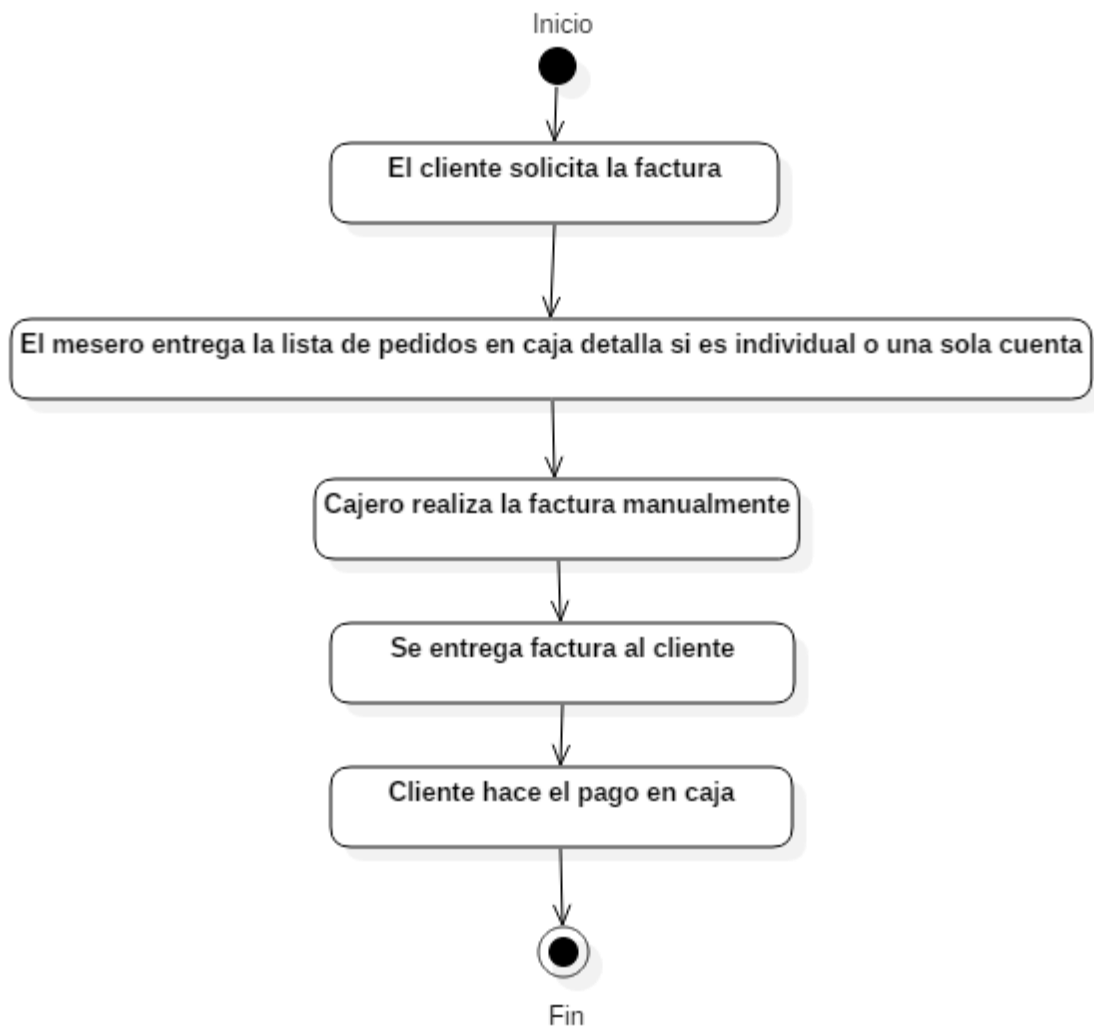 Inicio
El cliente solicita la factura
El mesero entrega la lista de pedidos en caja detalla si es individual o una sola cuenta
Cajero realiza la factura manualmente
Se entrega factura al cliente
Cliente hace el pago en caja
Fin